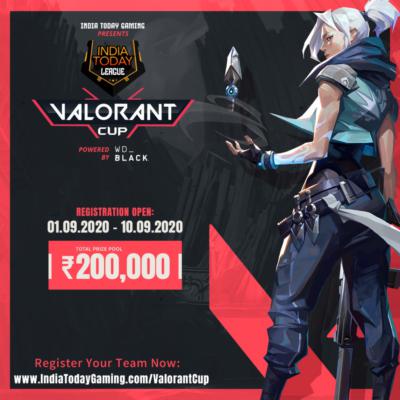 INDIA TODAY GAMING
PRESENTS
INDIA
TODAY
LEAGUE
VALORANT
CUP
POWERED
BY
WD_
BLACK
REGISTRATION OPEN:
01.09.2020 - 10.09.2020
TOTAL PRIZE POOL
₹200,000
Register Your Team Now:
www.IndiaTodayGaming.com/ValorantCup